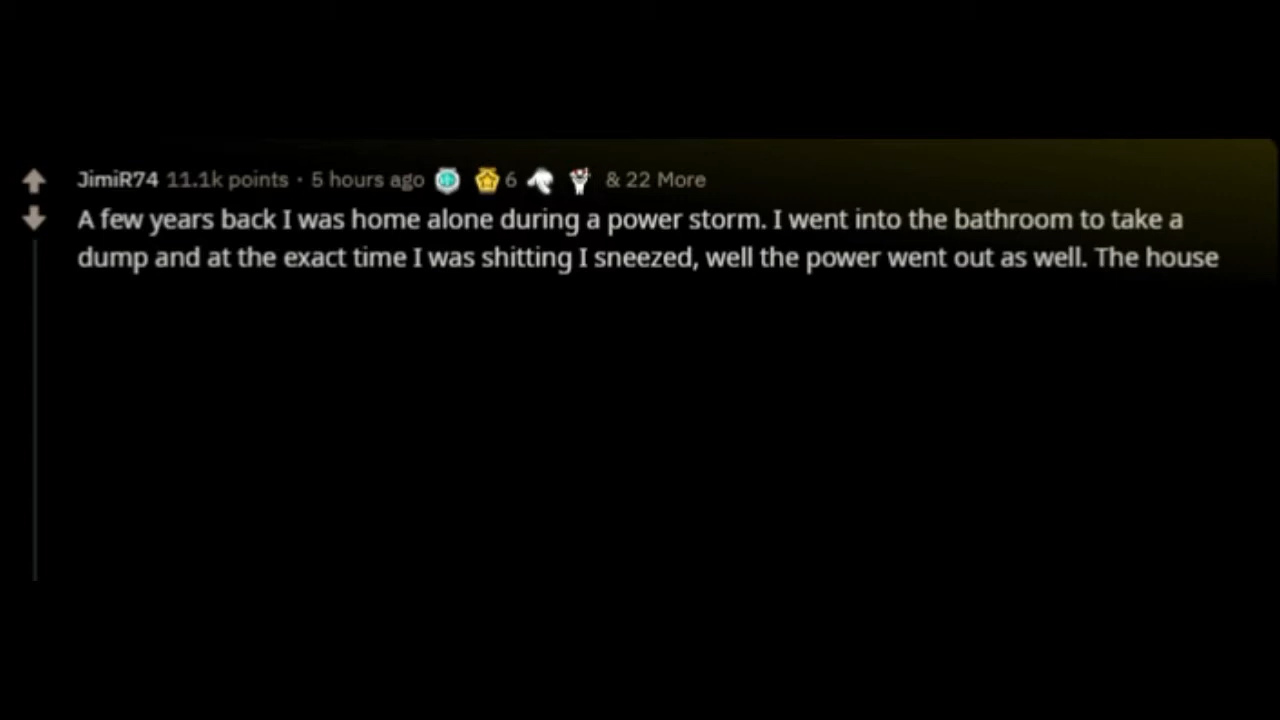 JimiR74 11.1k points · 5 hours ago 6 & 22 More
A few years back I was home alone during a power storm. I went into the bathroom to take a
dump and at the exact time I was shitting I sneezed, well the power went out as well. The house